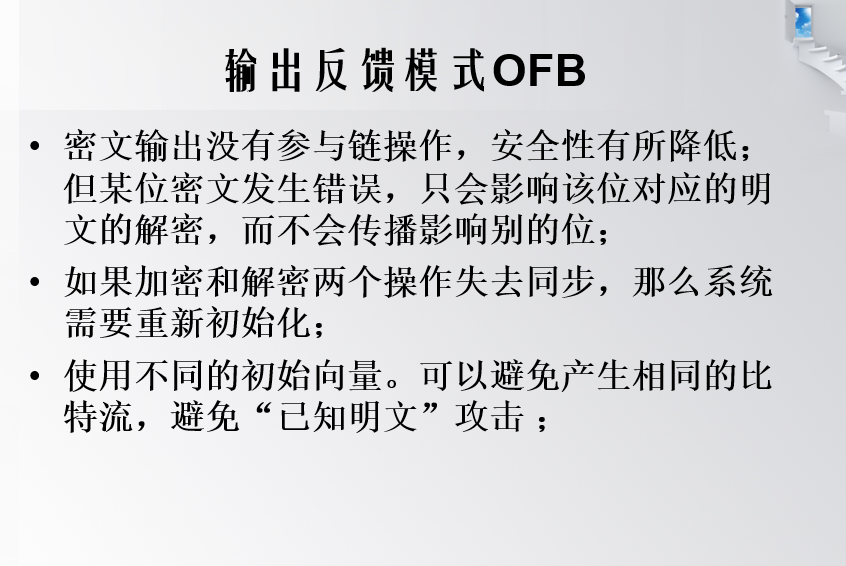 输出反馈模式OFB
• 密文输出没有参与链操作，安全性有所降低；
但某位密文发生错误，只会影响该位对应的明
文的解密，而不会传播影响别的位；
• 如果加密和解密两个操作失去同步，那么系统
需要重新初始化；
• 使用不同的初始向量。可以避免产生相同的比
特流，避免“已知明文”攻击 ；